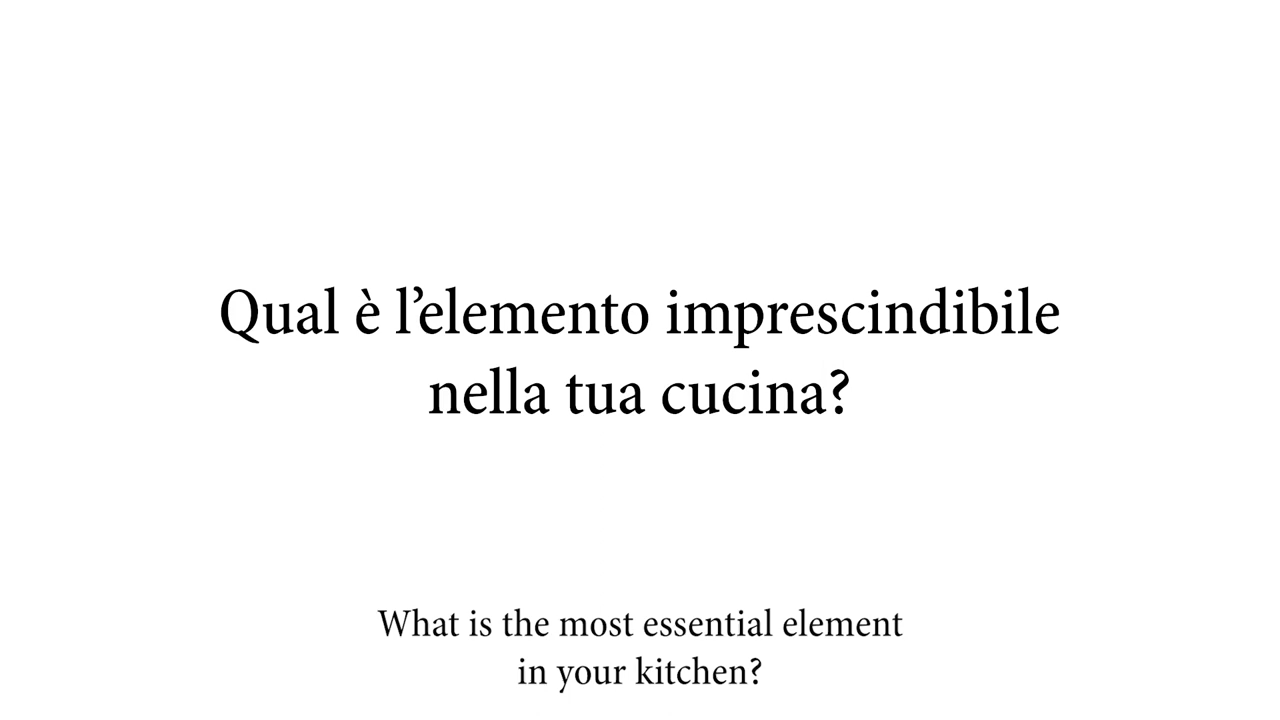 Qual è l’elemento imprescindibile
nella tua cucina?
What is the most essential element
in your kitchen?